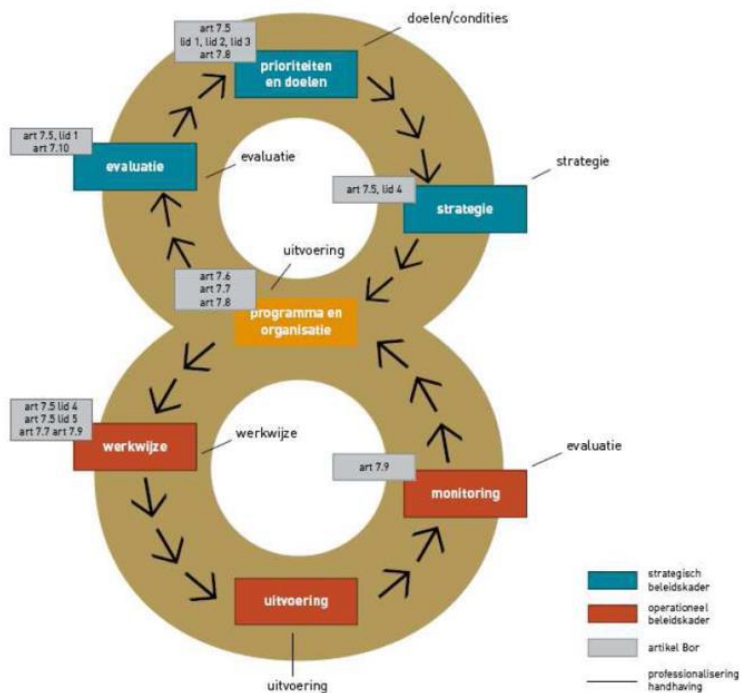 doelen/condities
art 7.5
lid 1, lid 2, lid 3
art 7.8
prioriteiten
en doelen
art 7.5, lid 1
art 7.10
evaluatie
evaluatie
strategie
art 7.5, lid 4
strategie
uitvoering
art 7.6
art 7.7
art 7.8
programma en
organisatie
art 7.5 lid 4
art 7.5 lid 5
art 7.7 art 7.9
werkwijze
werkwijze
evaluatie
art 7.9
monitoring
uitvoering
uitvoering
strategisch
beleidskader
operationeel
beleidskader
artikel Bor
professionalisering
handhaving